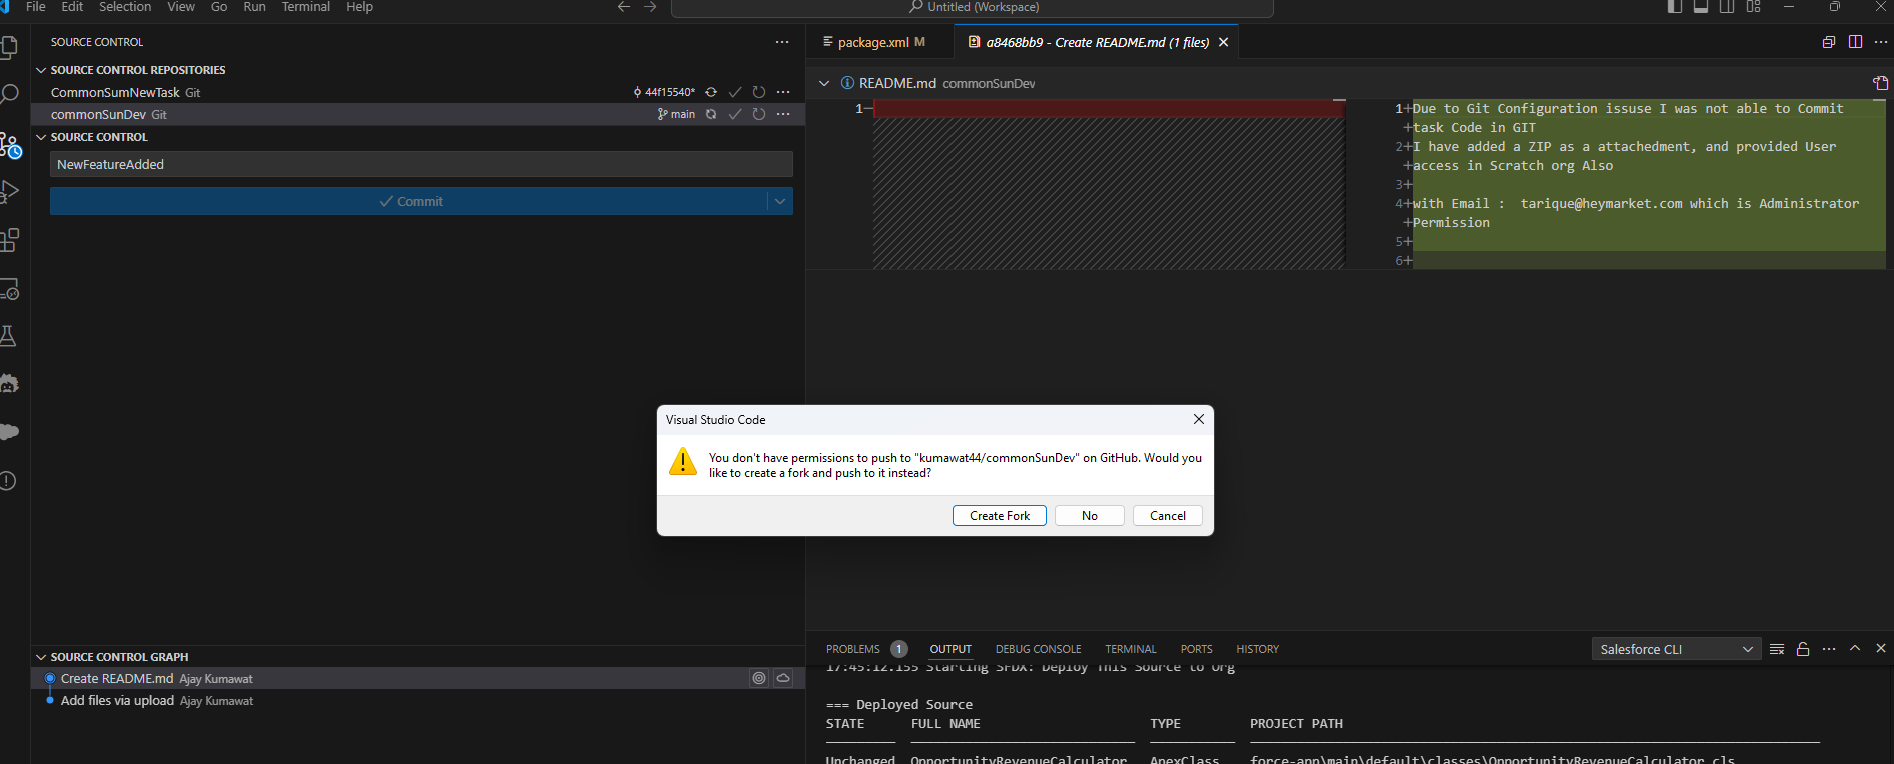 File Edit Selection View Go Run Terminal Help
Untitled (Workspace)
SOURCE CONTROL
SOURCE CONTROL REPOSITORIES
CommonSumNewTask Git 44f15540*
commonSunDev Git main
SOURCE CONTROL
NewFeatureAdded
Commit
package.xml M
a8468bb9 - Create README.md (1 files)
README.md commonSunDev
1
1+Due to Git Configuration issuse I was not able to Commit
+task Code in GIT
2+I have added a ZIP as a attachedment, and provided User
+access in Scratch org Also
3+
4+with Email :  tarique@heymarket.com which is Administrator
+Permission
5+
6+
Visual Studio Code
You don't have permissions to push to "kumawat44/commonSunDev" on GitHub. Would you
like to create a fork and push to it instead?
Create Fork No Cancel
SOURCE CONTROL GRAPH
Create README.md Ajay Kumawat
Add files via upload Ajay Kumawat
PROBLEMS 1 OUTPUT DEBUG CONSOLE TERMINAL PORTS HISTORY
Salesforce CLI
17:45:12.155 Starting SFDX: Deploy This Source to Org
=== Deployed Source
STATE FULL NAME TYPE PROJECT PATH
Unchanged OpportunityRevenueCalculator ApexClass force-app\main\default\classes\OpportunityRevenueCalculator.cls